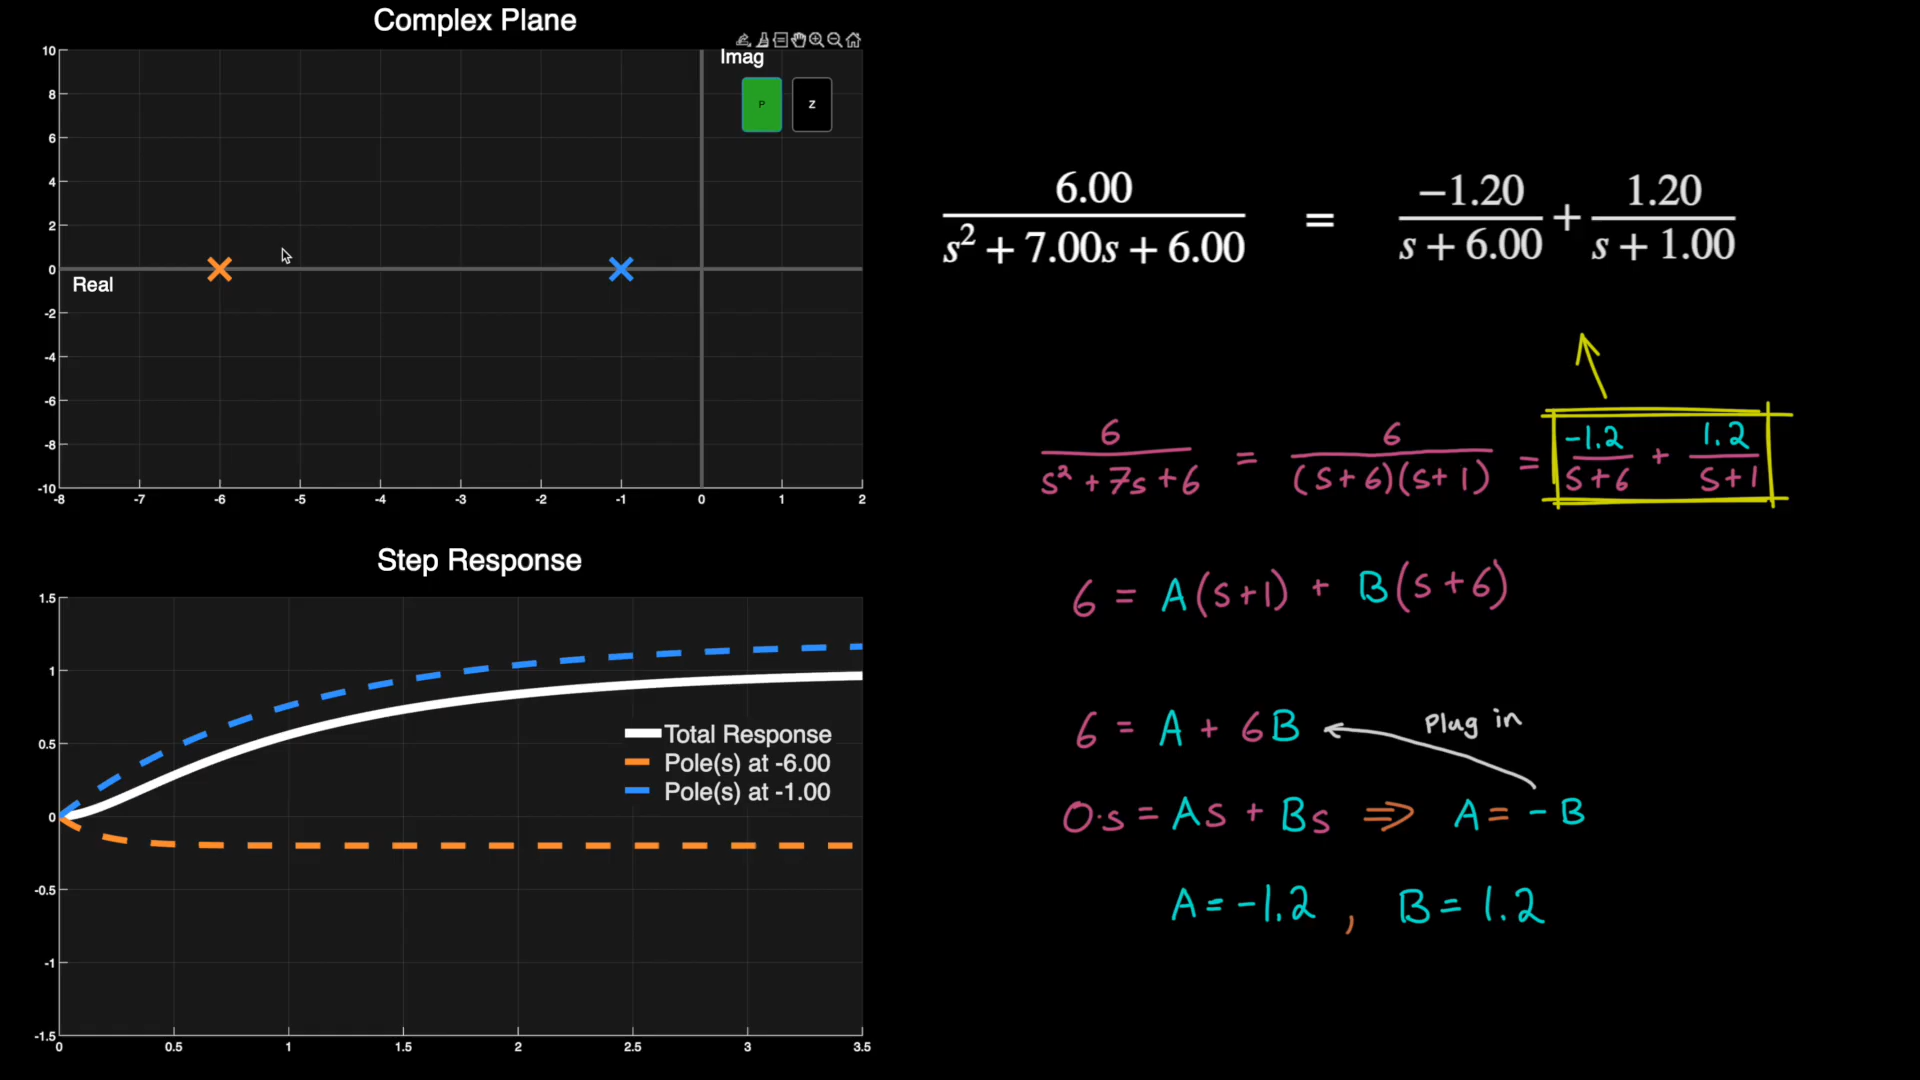 Complex Plane
Imag
P Z
10
8
6
4
2
0
-2
-4
-6
-8
-10
Real
-8 -7 -6 -5 -4 -3 -2 -1 0 1 2
Step Response
1.5
1
0.5
0
-0.5
-1
-1.5
Total Response
Pole(s) at -6.00
Pole(s) at -1.00
0 0.5 1 1.5 2 2.5 3 3.5
6.00 / (s² + 7.00s + 6.00) = −1.20 / (s + 6.00) + 1.20 / (s + 1.00)
6 / (s² + 7s + 6) = 6 / ((s+6)(s+1)) = -1.2 / (s+6) + 1.2 / (s+1)
6 = A(s+1) + B(s+6)
6 = A + 6B
Plug in
0·s = As + Bs ⇒ A = -B
A = -1.2 , B = 1.2